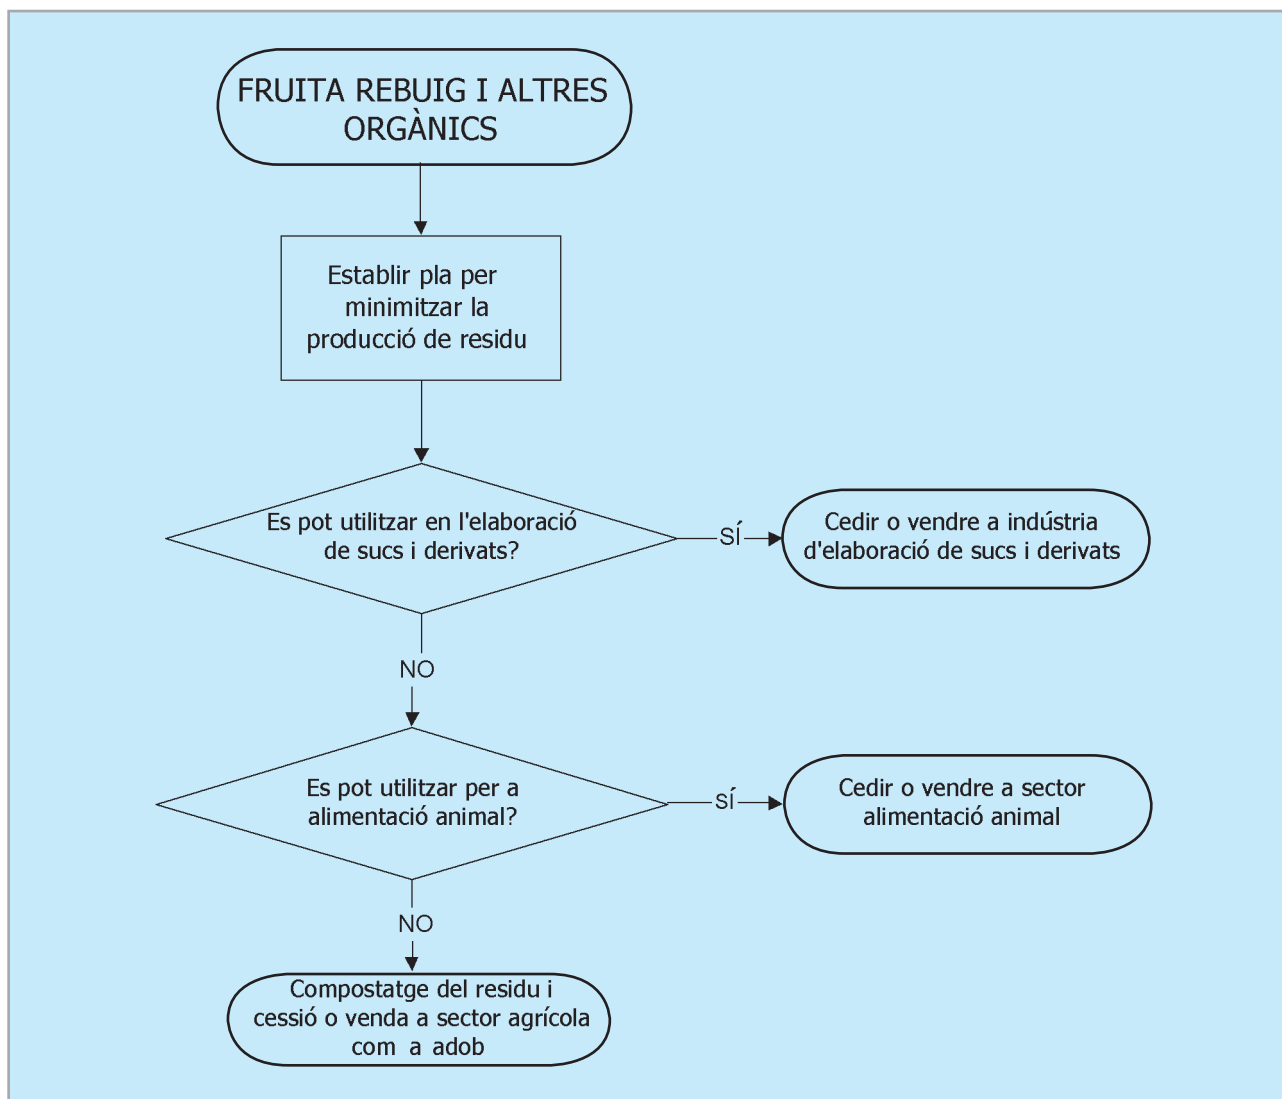 FRUITA REBUIG I ALTRES
ORGÀNICS
Establir pla per
minimitzar la
producció de residu
Es pot utilitzar en l'elaboració
de sucs i derivats?
SÍ
Cedir o vendre a indústria
d'elaboració de sucs i derivats
NO
Es pot utilitzar per a
alimentació animal?
SÍ
Cedir o vendre a sector
alimentació animal
NO
Compostatge del residu i
cessió o venda a sector agrícola
com a adob